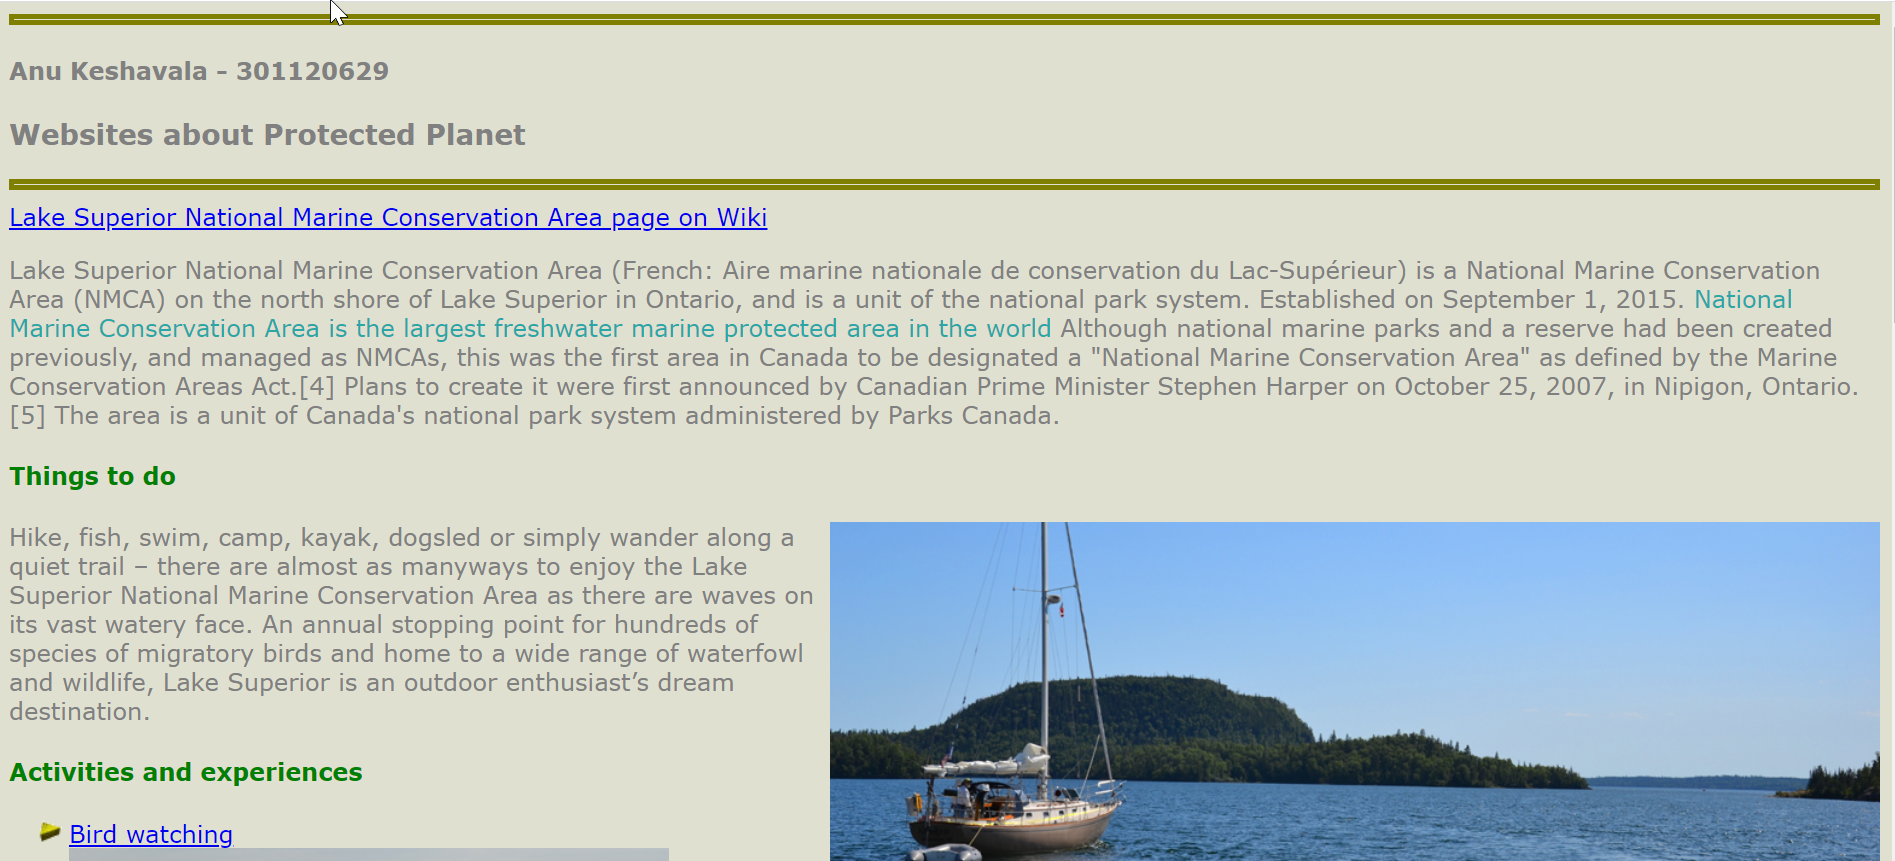 Anu Keshavala - 301120629
Websites about Protected Planet
Lake Superior National Marine Conservation Area page on Wiki
Lake Superior National Marine Conservation Area (French: Aire marine nationale de conservation du Lac-Supérieur) is a National Marine Conservation
Area (NMCA) on the north shore of Lake Superior in Ontario, and is a unit of the national park system. Established on September 1, 2015. National
Marine Conservation Area is the largest freshwater marine protected area in the world Although national marine parks and a reserve had been created
previously, and managed as NMCAs, this was the first area in Canada to be designated a "National Marine Conservation Area" as defined by the Marine
Conservation Areas Act.[4] Plans to create it were first announced by Canadian Prime Minister Stephen Harper on October 25, 2007, in Nipigon, Ontario.
[5] The area is a unit of Canada's national park system administered by Parks Canada.
Things to do
Hike, fish, swim, camp, kayak, dogsled or simply wander along a
quiet trail – there are almost as manyways to enjoy the Lake
Superior National Marine Conservation Area as there are waves on
its vast watery face. An annual stopping point for hundreds of
species of migratory birds and home to a wide range of waterfowl
and wildlife, Lake Superior is an outdoor enthusiast’s dream
destination.
Activities and experiences
Bird watching